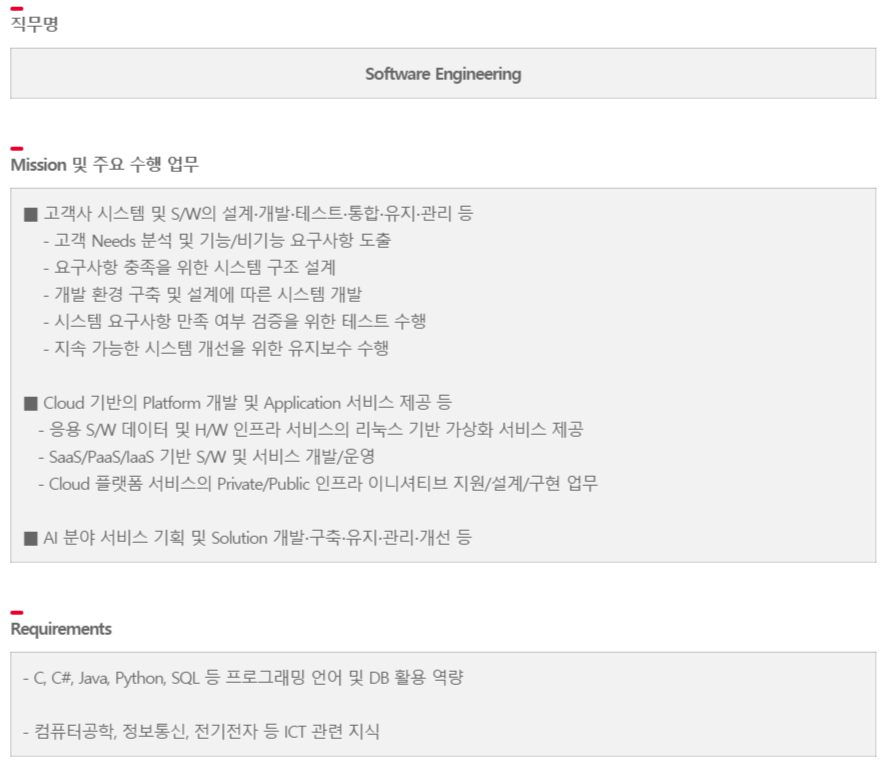 직무명
Software Engineering
Mission 및 주요 수행 업무
■ 고객사 시스템 및 S/W의 설계·개발·테스트·통합·유지·관리 등
- 고객 Needs 분석 및 기능/비기능 요구사항 도출
- 요구사항 충족을 위한 시스템 구조 설계
- 개발 환경 구축 및 설계에 따른 시스템 개발
- 시스템 요구사항 만족 여부 검증을 위한 테스트 수행
- 지속 가능한 시스템 개선을 위한 유지보수 수행
■ Cloud 기반의 Platform 개발 및 Application 서비스 제공 등
- 응용 S/W 데이터 및 H/W 인프라 서비스의 리눅스 기반 가상화 서비스 제공
- SaaS/PaaS/IaaS 기반 S/W 및 서비스 개발/운영
- Cloud 플랫폼 서비스의 Private/Public 인프라 이니셔티브 지원/설계/구현 업무
■ AI 분야 서비스 기획 및 Solution 개발·구축·유지·관리·개선 등
Requirements
- C, C#, Java, Python, SQL 등 프로그래밍 언어 및 DB 활용 역량
- 컴퓨터공학, 정보통신, 전기전자 등 ICT 관련 지식